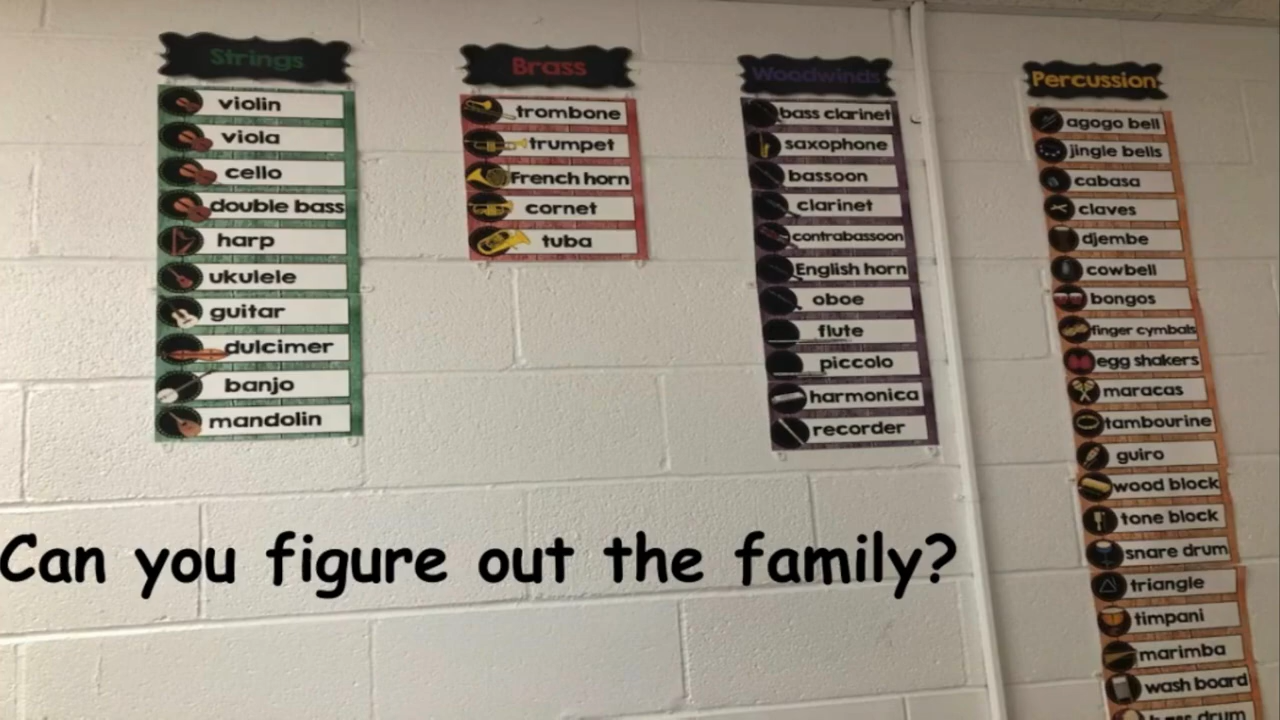 Strings
violin
viola
cello
double bass
harp
ukulele
guitar
dulcimer
banjo
mandolin
Brass
trombone
trumpet
French horn
cornet
tuba
Woodwinds
bass clarinet
saxophone
bassoon
clarinet
contrabassoon
English horn
oboe
flute
piccolo
harmonica
recorder
Percussion
agogo bell
jingle bells
cabasa
claves
djembe
cowbell
bongos
finger cymbals
egg shakers
maracas
tambourine
guiro
wood block
tone block
snare drum
triangle
timpani
marimba
wash board
bass drum
Can you figure out the family?